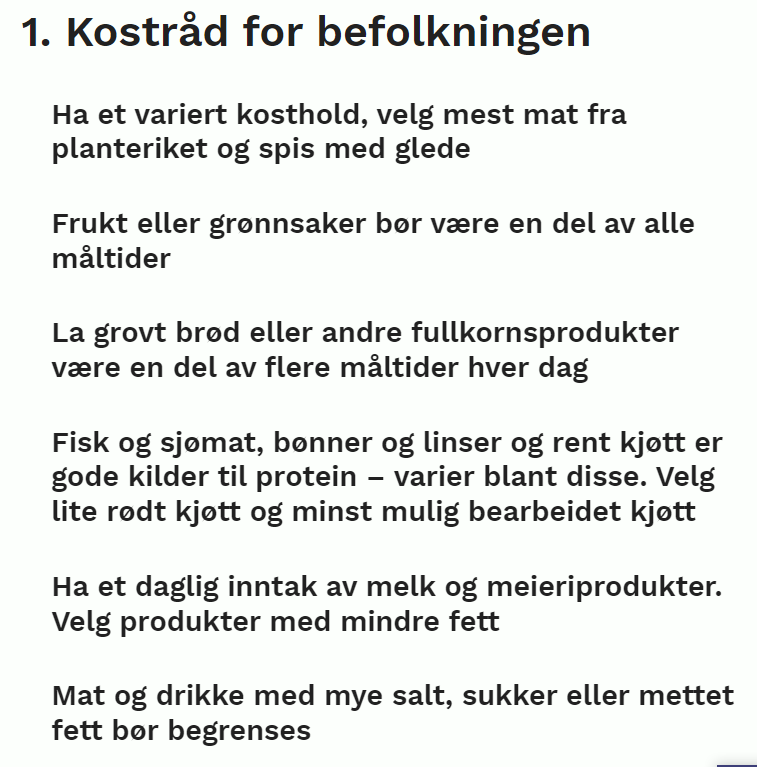 1. Kostråd for befolkningen
Ha et variert kosthold, velg mest mat fra
planteriket og spis med glede
Frukt eller grønnsaker bør være en del av alle
måltider
La grovt brød eller andre fullkornsprodukter
være en del av flere måltider hver dag
Fisk og sjømat, bønner og linser og rent kjøtt er
gode kilder til protein – varier blant disse. Velg
lite rødt kjøtt og minst mulig bearbeidet kjøtt
Ha et daglig inntak av melk og meieriprodukter.
Velg produkter med mindre fett
Mat og drikke med mye salt, sukker eller mettet
fett bør begrenses